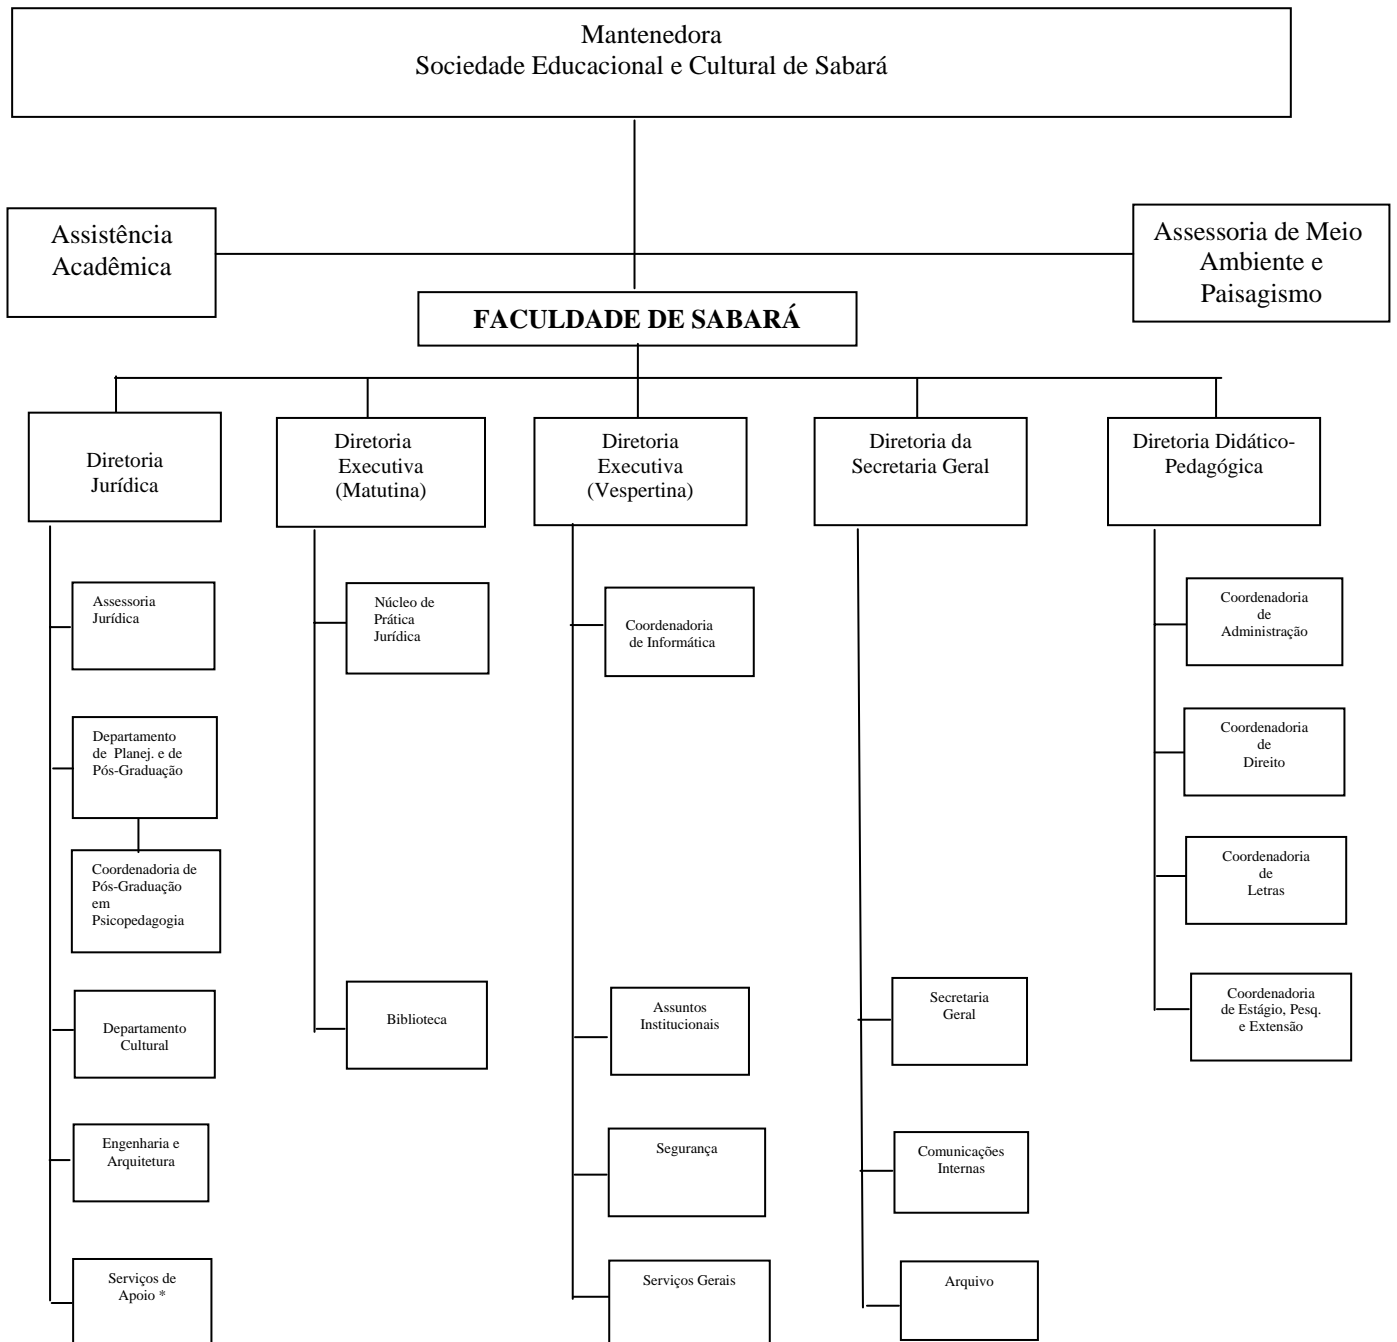 Mantenedora
Sociedade Educacional e Cultural de Sabará
Assistência
Acadêmica
Assessoria de Meio
Ambiente e
Paisagismo
FACULDADE DE SABARÁ
Diretoria
Jurídica
Diretoria
Executiva
(Matutina)
Diretoria
Executiva
(Vespertina)
Diretoria da
Secretaria Geral
Diretoria Didático-
Pedagógica
Assessoria
Jurídica
Departamento
de Planej. e de
Pós-Graduação
Coordenadoria de
Pós-Graduação
em
Psicopedagogia
Departamento
Cultural
Engenharia e
Arquitetura
Serviços de
Apoio *
Núcleo de
Prática
Jurídica
Biblioteca
Coordenadoria
de Informática
Assuntos
Institucionais
Segurança
Serviços Gerais
Secretaria
Geral
Comunicações
Internas
Arquivo
Coordenadoria
de
Administração
Coordenadoria
de
Direito
Coordenadoria
de
Letras
Coordenadoria
de Estágio, Pesq.
e Extensão